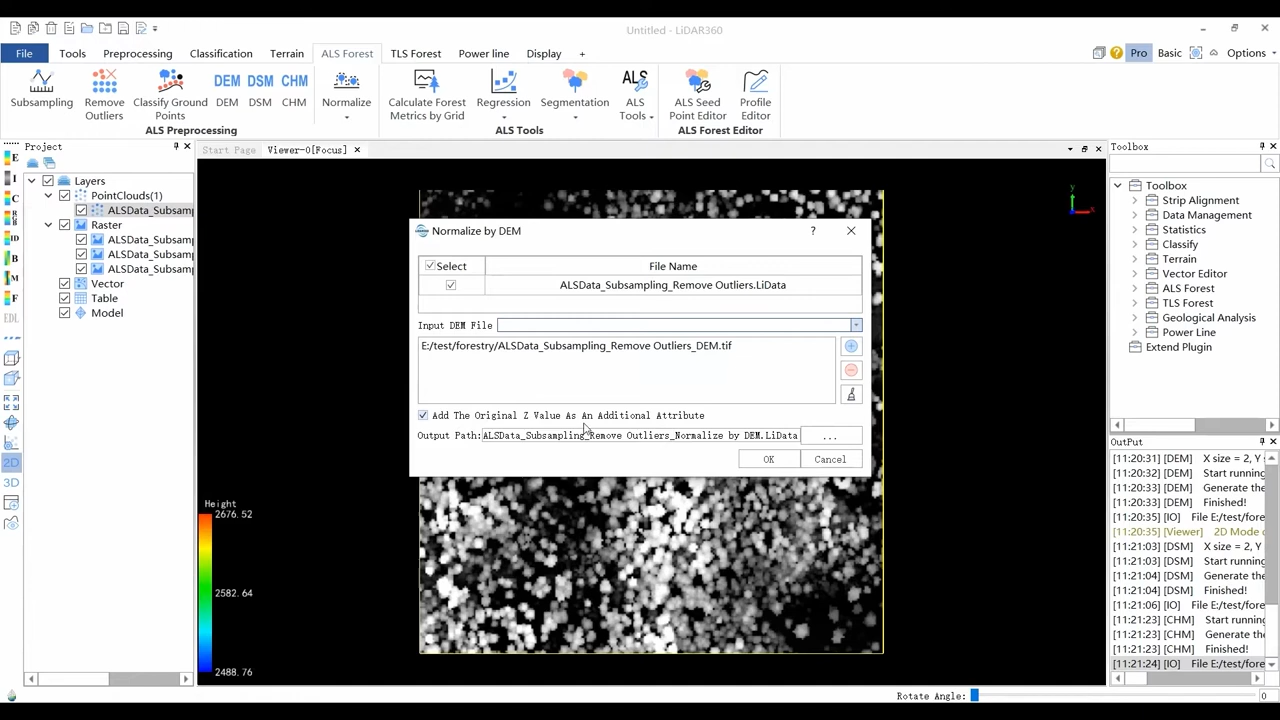 Untitled - LiDAR360
File Tools Preprocessing Classification Terrain ALS Forest TLS Forest Power line Display + Pro Basic Options
Subsampling Remove Outliers Classify Ground Points DEM DEM DSM DSM CHM CHM Normalize Calculate Forest Metrics by Grid Regression Segmentation ALS ALS Tools ALS Seed Point Editor Profile Editor
ALS Preprocessing ALS Tools ALS Forest Editor
Project
Layers
PointClouds(1)
ALSData_Subsamp
Raster
ALSData_Subsamp
ALSData_Subsamp
ALSData_Subsamp
Vector
Table
Model
E
I
C
ID
B
M
F
EDL
2D
3D
Start Page Viewer-0[Focus]
y
x
Normalize by DEM ?
Select File Name
ALSData_Subsampling_Remove Outliers.LiData
Input DEM File
E:/test/forestry/ALSData_Subsampling_Remove Outliers_DEM.tif
Add The Original Z Value As An Additional Attribute
Output Path: ALSData_Subsampling_Remove Outliers_Normalize by DEM.LiData ...
OK Cancel
Height
2676.52
2582.64
2488.76
Toolbox
Toolbox
Strip Alignment
Data Management
Statistics
Classify
Terrain
Vector Editor
ALS Forest
TLS Forest
Geological Analysis
Power Line
Extend Plugin
OutPut
[11:20:31] [DEM] X size = 2, Y
[11:20:32] [DEM] Start running
[11:20:33] [DEM] Generate the
[11:20:33] [DEM] Finished!
[11:20:33] [IO] File E:/test/fore
[11:20:35] [Viewer] 2D Mode
[11:21:03] [DSM] X size = 2, Y
[11:21:03] [DSM] Start running
[11:21:04] [DSM] Generate the
[11:21:04] [DSM] Finished!
[11:21:06] [IO] File E:/test/fore
[11:21:23] [CHM] Start running
[11:21:23] [CHM] Generate the
[11:21:23] [CHM] Finished!
[11:21:24] [IO] File E:/test/fore
Rotate Angle: 0